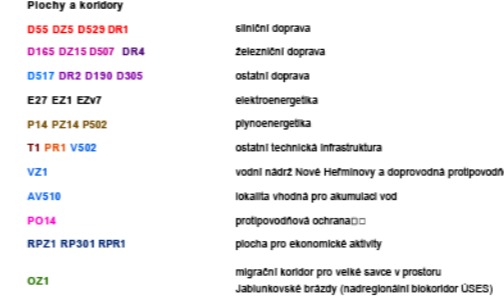 Plochy a koridory
D55 DZ5 D529 DR1 silniční doprava
D165 DZ15 D507 DR4 železniční doprava
D517 DR2 D190 D305 ostatní doprava
E27 EZ1 EZv7 elektroenergetika
P14 PZ14 P502 plynoenergetika
T1 PR1 V502 ostatní technická infrastruktura
VZ1 vodní nádrž Nové Heřminovy a doprovodná
AV510 lokalita vhodná pro akumulaci vod
PO14 protipovodňová ochrana□□
RPZ1 RP301 RPR1 plocha pro ekonomické aktivity
OZ1 migrační koridor pro velké savce v prostoru
Jablunkovské brázdy (nadregionální biokoridor ÚSES)